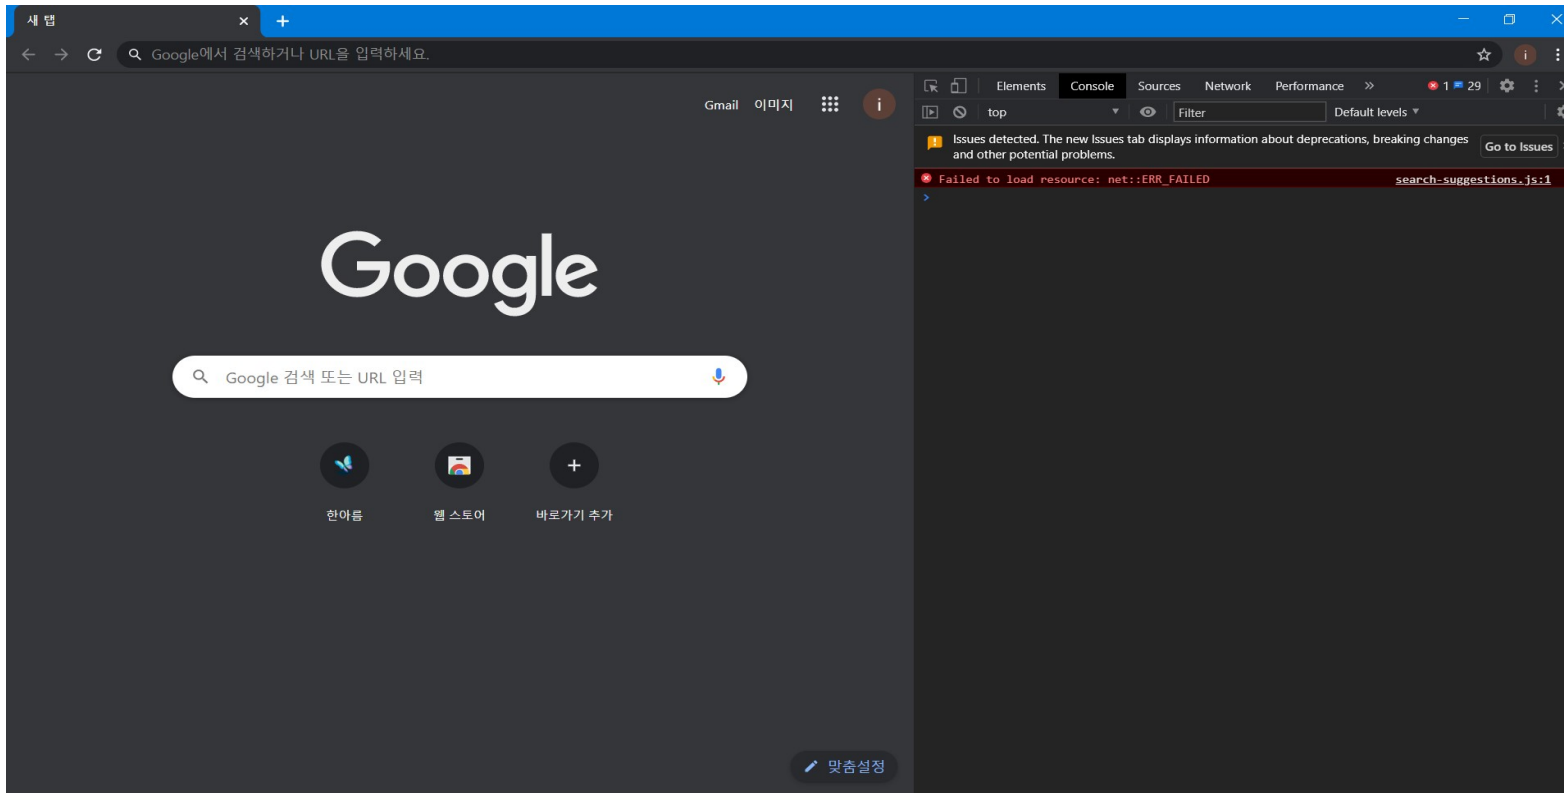 새 탭
Google에서 검색하거나 URL을 입력하세요.
i
Gmail 이미지 i
Google
Google 검색 또는 URL 입력
한아름 웹 스토어 바로가기 추가
맞춤설정
Elements Console Sources Network Performance » 1 29
top Filter Default levels
Issues detected. The new Issues tab displays information about deprecations, breaking changes
and other potential problems.
Go to Issues
Failed to load resource: net::ERR_FAILED search-suggestions.js:1